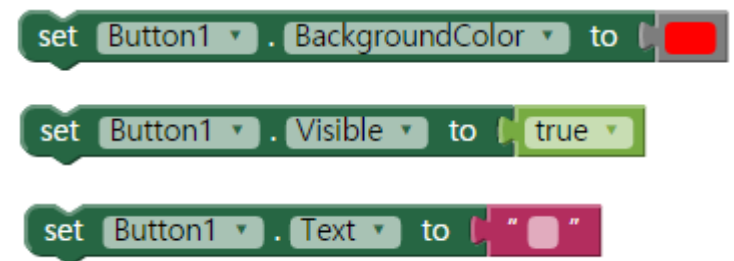 set Button1 . BackgroundColor to
set Button1 . Visible to true
set Button1 . Text to " "